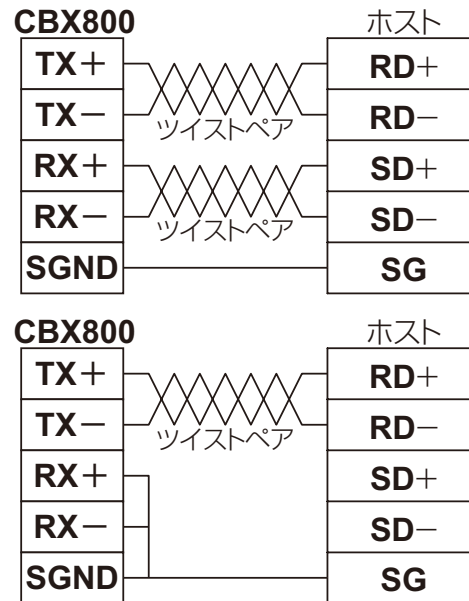 CBX800 ホスト
TX＋ RD＋
TX－ RD－
ツイストペア
RX＋ SD＋
RX－ SD－
ツイストペア
SGND SG
CBX800 ホスト
TX＋ RD＋
TX－ RD－
ツイストペア
RX＋ SD＋
RX－ SD－
SGND SG